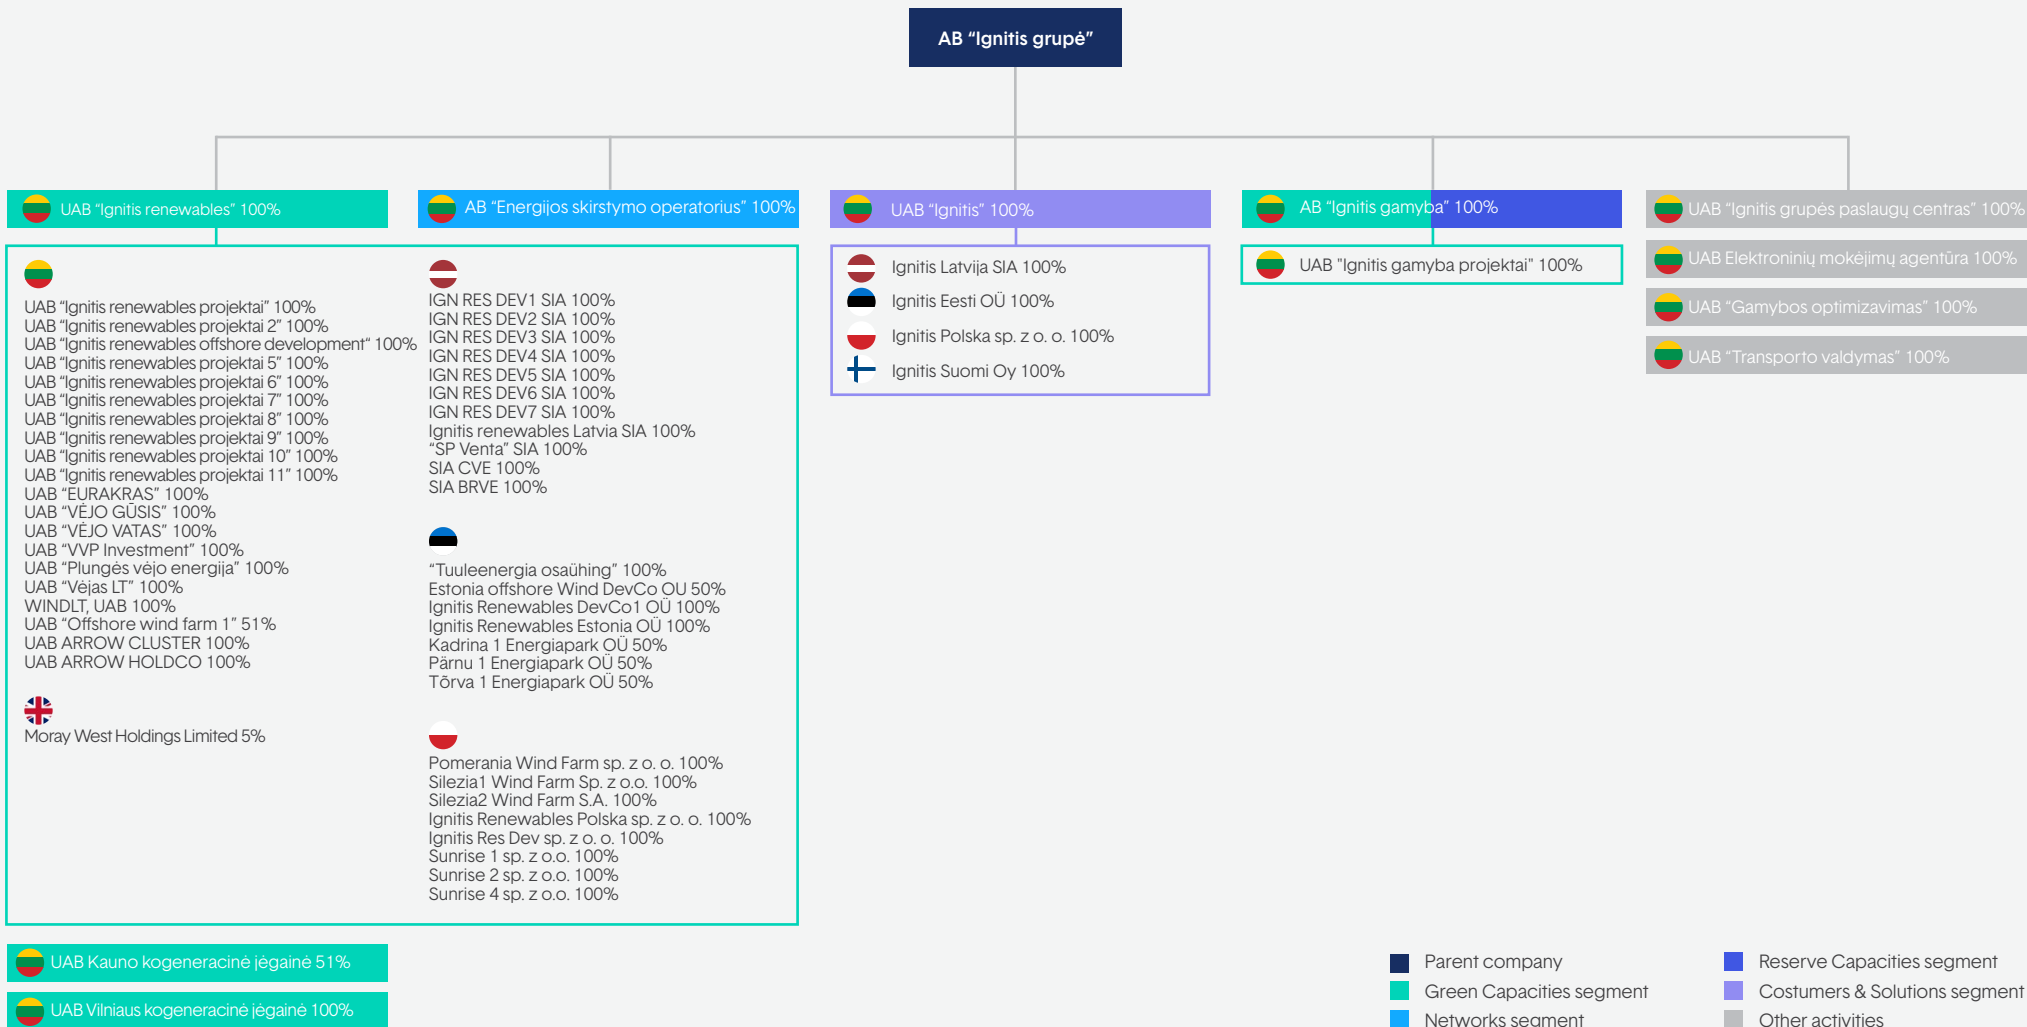 AB “Ignitis grupė”
UAB “Ignitis renewables” 100%
AB “Energijos skirstymo operatorius” 100%
UAB “Ignitis” 100%
AB “Ignitis gamyba” 100%
UAB “Ignitis grupės paslaugų centras” 100%
UAB Elektroninių mokėjimų agentūra 100%
UAB “Gamybos optimizavimas” 100%
UAB “Transporto valdymas” 100%
UAB “Ignitis renewables projektai” 100%
UAB “Ignitis renewables projektai 2” 100%
UAB “Ignitis renewables offshore development“ 100%
UAB “Ignitis renewables projektai 5” 100%
UAB “Ignitis renewables projektai 6” 100%
UAB “Ignitis renewables projektai 7” 100%
UAB “Ignitis renewables projektai 8” 100%
UAB “Ignitis renewables projektai 9” 100%
UAB “Ignitis renewables projektai 10” 100%
UAB “Ignitis renewables projektai 11” 100%
UAB “EURAKRAS” 100%
UAB “VĖJO GŪSIS” 100%
UAB “VĖJO VATAS” 100%
UAB “VVP Investment” 100%
UAB “Plungės vėjo energija” 100%
UAB “Vėjas LT” 100%
WINDLT, UAB 100%
UAB “Offshore wind farm 1” 51%
UAB ARROW CLUSTER 100%
UAB ARROW HOLDCO 100%
Moray West Holdings Limited 5%
IGN RES DEV1 SIA 100%
IGN RES DEV2 SIA 100%
IGN RES DEV3 SIA 100%
IGN RES DEV4 SIA 100%
IGN RES DEV5 SIA 100%
IGN RES DEV6 SIA 100%
IGN RES DEV7 SIA 100%
Ignitis renewables Latvia SIA 100%
“SP Venta” SIA 100%
SIA CVE 100%
SIA BRVE 100%
“Tuuleenergia osaühing” 100%
Estonia offshore Wind DevCo OU 50%
Ignitis Renewables DevCo1 OÜ 100%
Ignitis Renewables Estonia OÜ 100%
Kadrina 1 Energiapark OÜ 50%
Pärnu 1 Energiapark OÜ 50%
Tõrva 1 Energiapark OÜ 50%
Pomerania Wind Farm sp. z o. o. 100%
Silezia1 Wind Farm Sp. z o.o. 100%
Silezia2 Wind Farm S.A. 100%
Ignitis Renewables Polska sp. z o. o. 100%
Ignitis Res Dev sp. z o. o. 100%
Sunrise 1 sp. z o.o. 100%
Sunrise 2 sp. z o.o. 100%
Sunrise 4 sp. z o.o. 100%
Ignitis Latvija SIA 100%
Ignitis Eesti OÜ 100%
Ignitis Polska sp. z o. o. 100%
Ignitis Suomi Oy 100%
UAB "Ignitis gamyba projektai" 100%
UAB Kauno kogeneracinė jėgainė 51%
UAB Vilniaus kogeneracinė jėgainė 100%
Parent company
Green Capacities segment
Networks segment
Reserve Capacities segment
Costumers & Solutions segment
Other activities